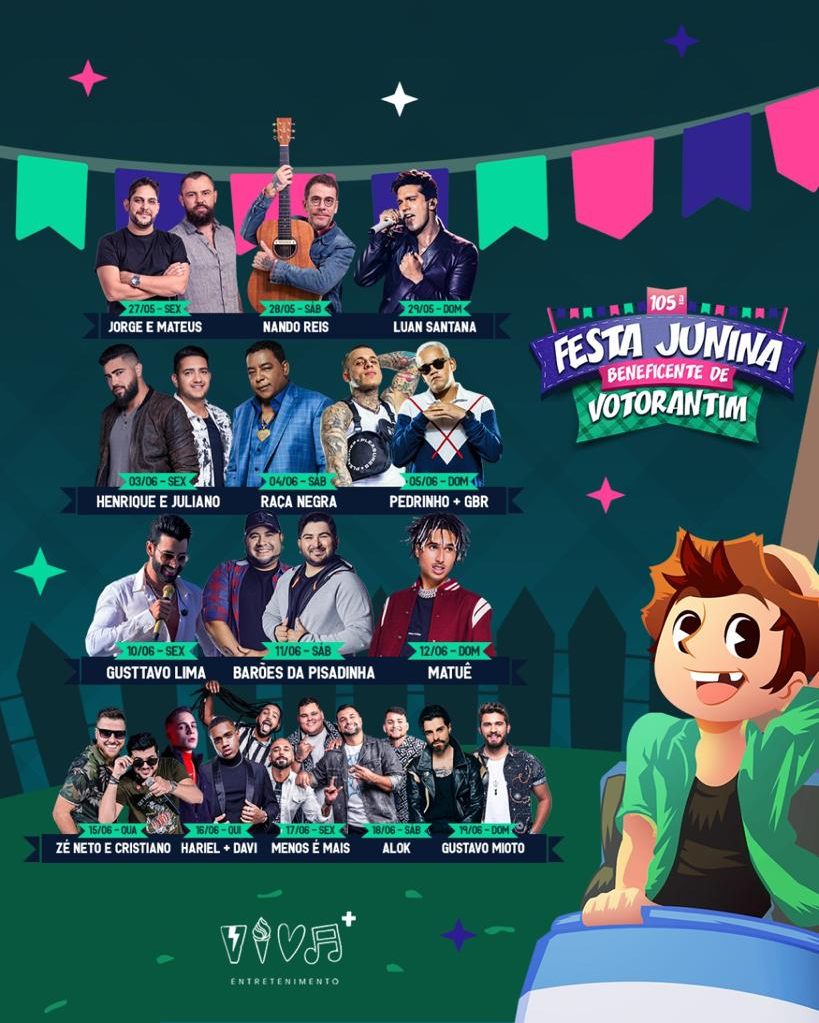 105ª
FESTA JUNINA
BENEFICENTE DE
VOTORANTIM
27/05 - SEX
28/05 - SÁB
29/05 - DOM
JORGE E MATEUS
NANDO REIS
LUAN SANTANA
03/06 - SEX
04/06 - SÁB
05/06 - DOM
HENRIQUE E JULIANO
RAÇA NEGRA
PEDRINHO + GBR
10/06 - SEX
11/06 - SÁB
12/06 - DOM
GUSTTAVO LIMA
BARÕES DA PISADINHA
MATUÊ
15/06 - QUA
16/06 - QUI
17/06 - SEX
18/06 - SÁB
19/06 - DOM
ZÉ NETO E CRISTIANO
HARIEL + DAVI
MENOS É MAIS
ALOK
GUSTAVO MIOTO
VIVA+
ENTRETENIMENTO